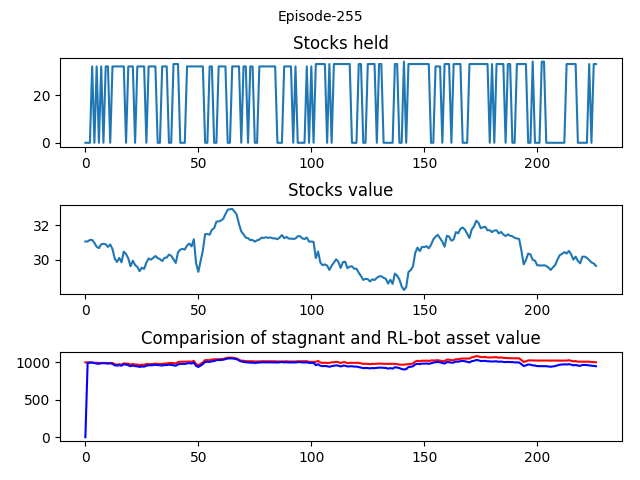 Episode-255
Stocks held
20
0
0 50 100 150 200
Stocks value
32
30
0 50 100 150 200
Comparision of stagnant and RL-bot asset value
1000
500
0
0 50 100 150 200